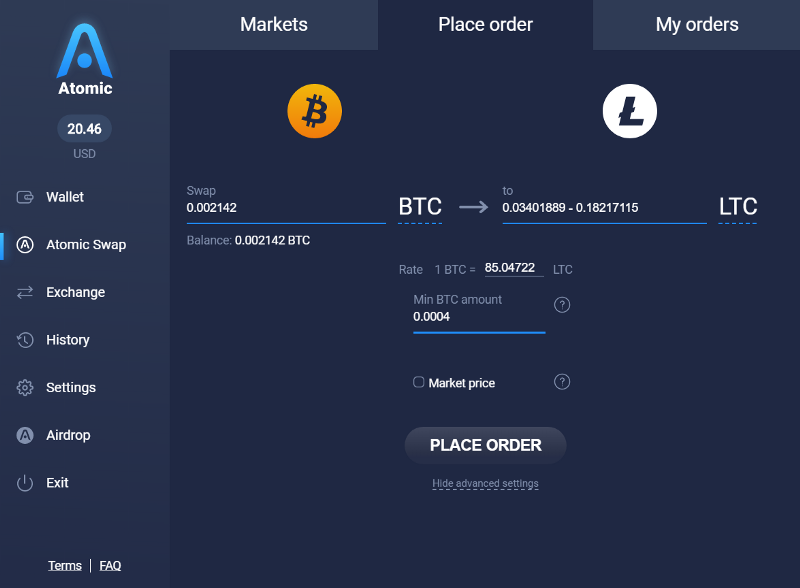 Atomic
20.46
USD
Wallet
Atomic Swap
Exchange
History
Settings
Airdrop
Exit
Terms | FAQ
Markets
Place order
My orders
Swap
0.002142
BTC
to
0.03401889 - 0.18217115
LTC
Balance: 0.002142 BTC
Rate 1 BTC = 85.04722 LTC
Min BTC amount
0.0004
?
Market price
?
PLACE ORDER
Hide advanced settings